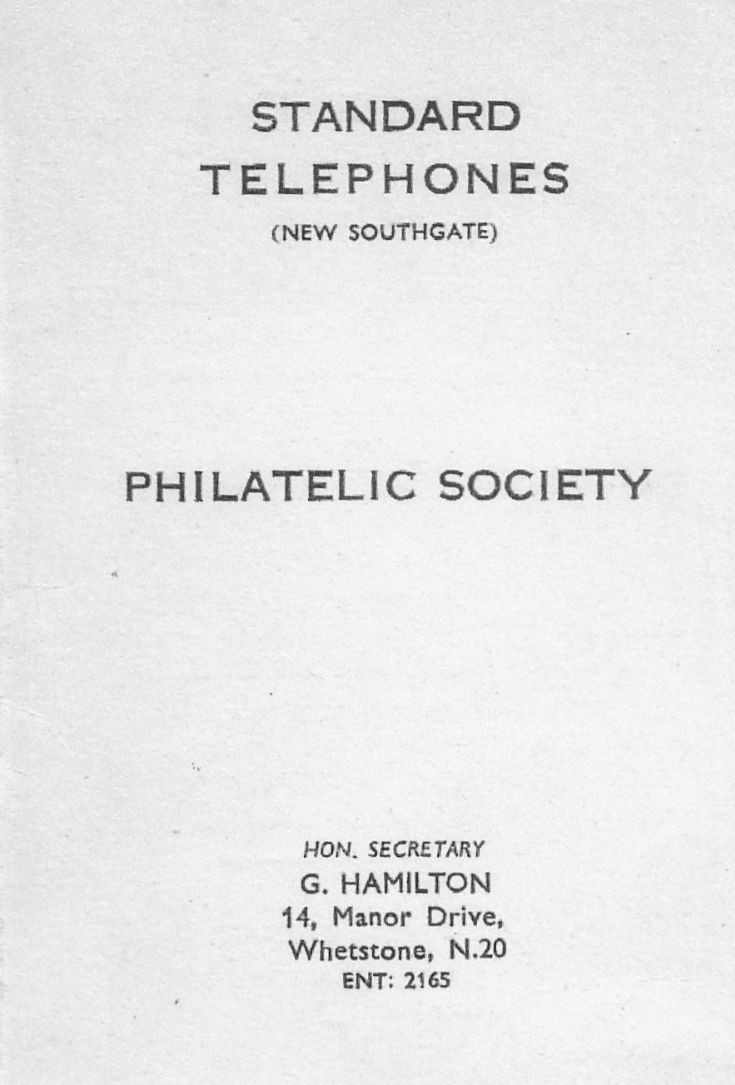 STANDARD
TELEPHONES
(NEW SOUTHGATE)
PHILATELIC SOCIETY
HON. SECRETARY
G. HAMILTON
14, Manor Drive,
Whetstone, N.20
ENT: 2165